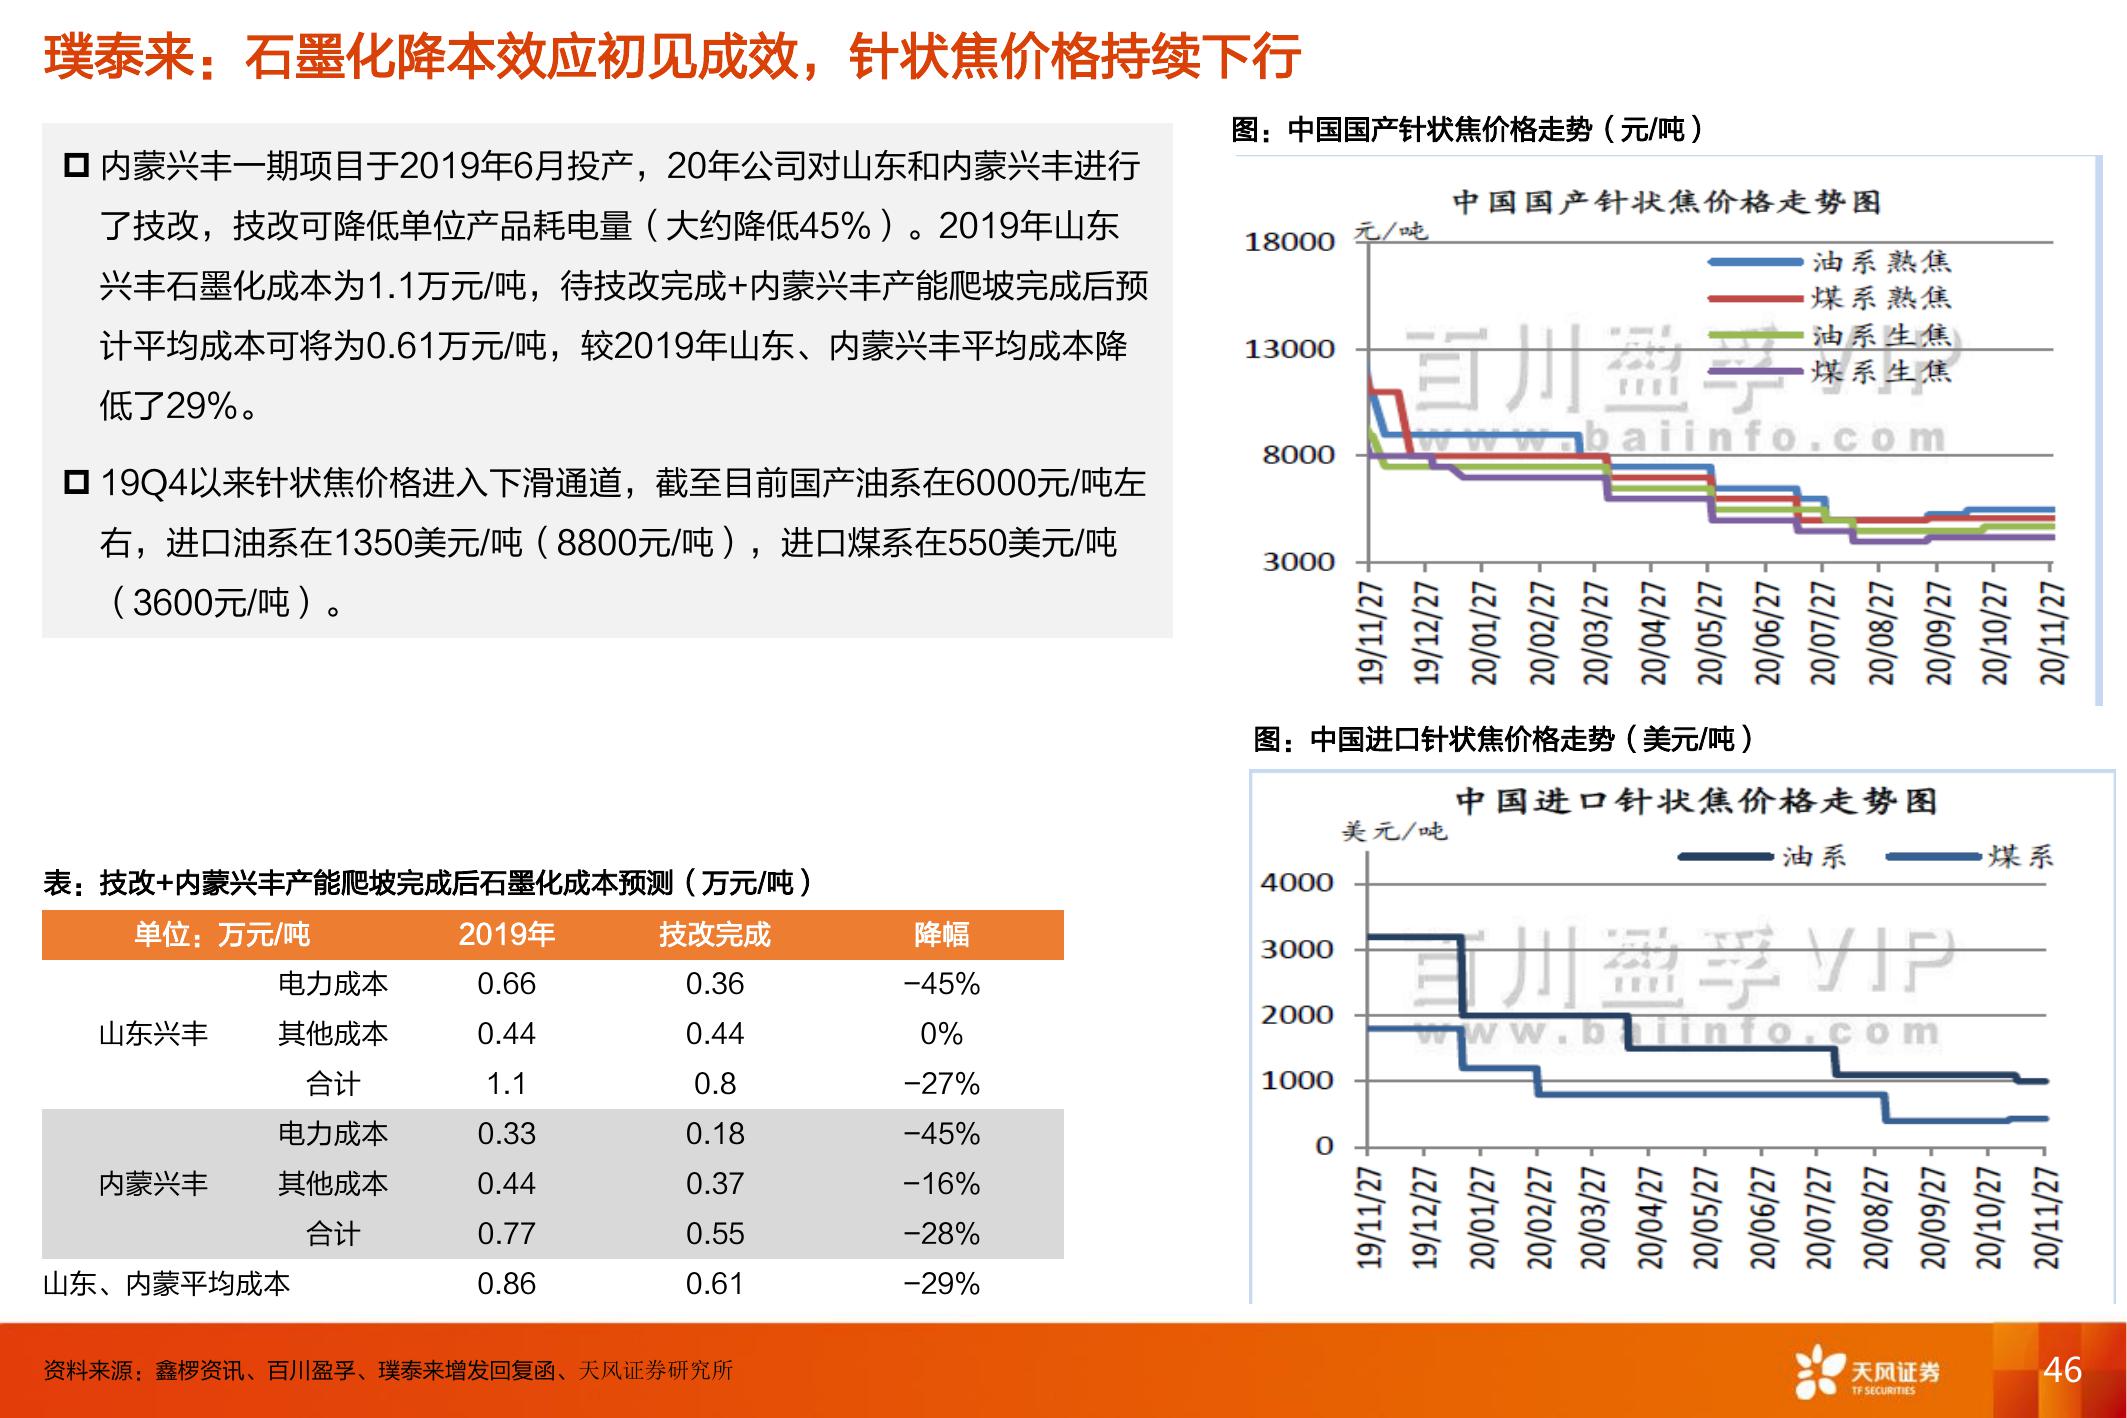 璞泰来：石墨化降本效应初见成效，针状焦价格持续下行
内蒙兴丰一期项目于2019年6月投产，20年公司对山东和内蒙兴丰进行
了技改，技改可降低单位产品耗电量（大约降低45%）。2019年山东
兴丰石墨化成本为1.1万元/吨，待技改完成+内蒙兴丰产能爬坡完成后预
计平均成本可将为0.61万元/吨，较2019年山东、内蒙兴丰平均成本降
低了29%。
19Q4以来针状焦价格进入下滑通道，截至目前国产油系在6000元/吨左
右，进口油系在1350美元/吨（8800元/吨），进口煤系在550美元/吨
（3600元/吨）。
表：技改+内蒙兴丰产能爬坡完成后石墨化成本预测（万元/吨）
单位：万元/吨 2019年 技改完成 降幅
电力成本 0.66 0.36 -45%
山东兴丰 其他成本 0.44 0.44 0%
合计 1.1 0.8 -27%
电力成本 0.33 0.18 -45%
内蒙兴丰 其他成本 0.44 0.37 -16%
合计 0.77 0.55 -28%
山东、内蒙平均成本 0.86 0.61 -29%
图：中国国产针状焦价格走势（元/吨）
中国国产针状焦价格走势图
元/吨
18000
13000
8000
3000
油系熟焦
煤系熟焦
油系生焦
煤系生焦
百川盈孚VIP
www.baiinfo.com
19/11/27 19/12/27 20/01/27 20/02/27 20/03/27 20/04/27 20/05/27 20/06/27 20/07/27 20/08/27 20/09/27 20/10/27 20/11/27
图：中国进口针状焦价格走势（美元/吨）
中国进口针状焦价格走势图
美元/吨
油系 煤系
4000
3000
2000
1000
0
百川盈孚VIP
www.baiinfo.com
19/11/27 19/12/27 20/01/27 20/02/27 20/03/27 20/04/27 20/05/27 20/06/27 20/07/27 20/08/27 20/09/27 20/10/27 20/11/27
资料来源：鑫椤资讯、百川盈孚、璞泰来增发回复函、天风证券研究所
天风证券
TF SECURITIES
46